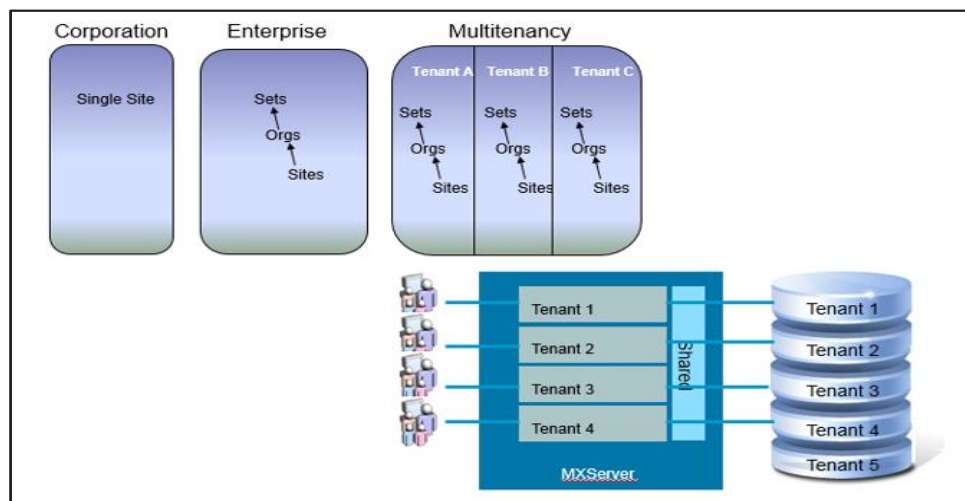 Corporation
Enterprise
Multitenancy
Single Site
Sets
Orgs
Sites
Tenant A
Sets
Orgs
Sites
Tenant B
Sets
Orgs
Sites
Tenant C
Sets
Orgs
Sites
Tenant 1
Tenant 2
Tenant 3
Tenant 4
Shared
MXServer
Tenant 1
Tenant 2
Tenant 3
Tenant 4
Tenant 5